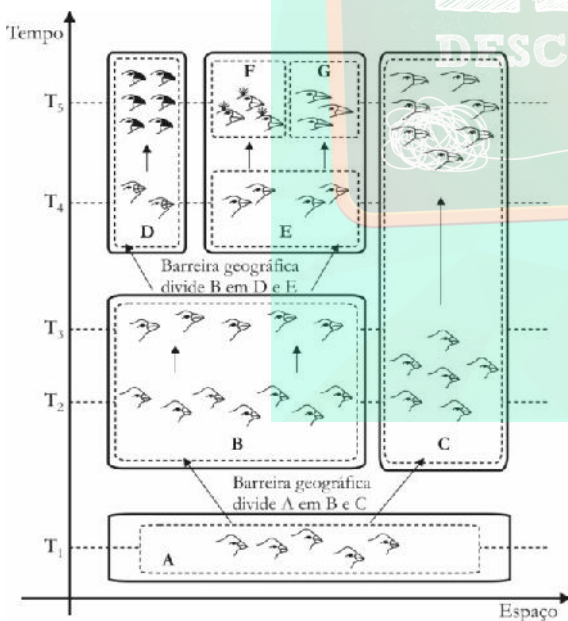 Tempo
DESC
F G
T5
T4
D E
Barreira geográfica
divide B em D e E
T3
T2
B C
Barreira geográfica
divide A em B e C
T1
A
Espaço